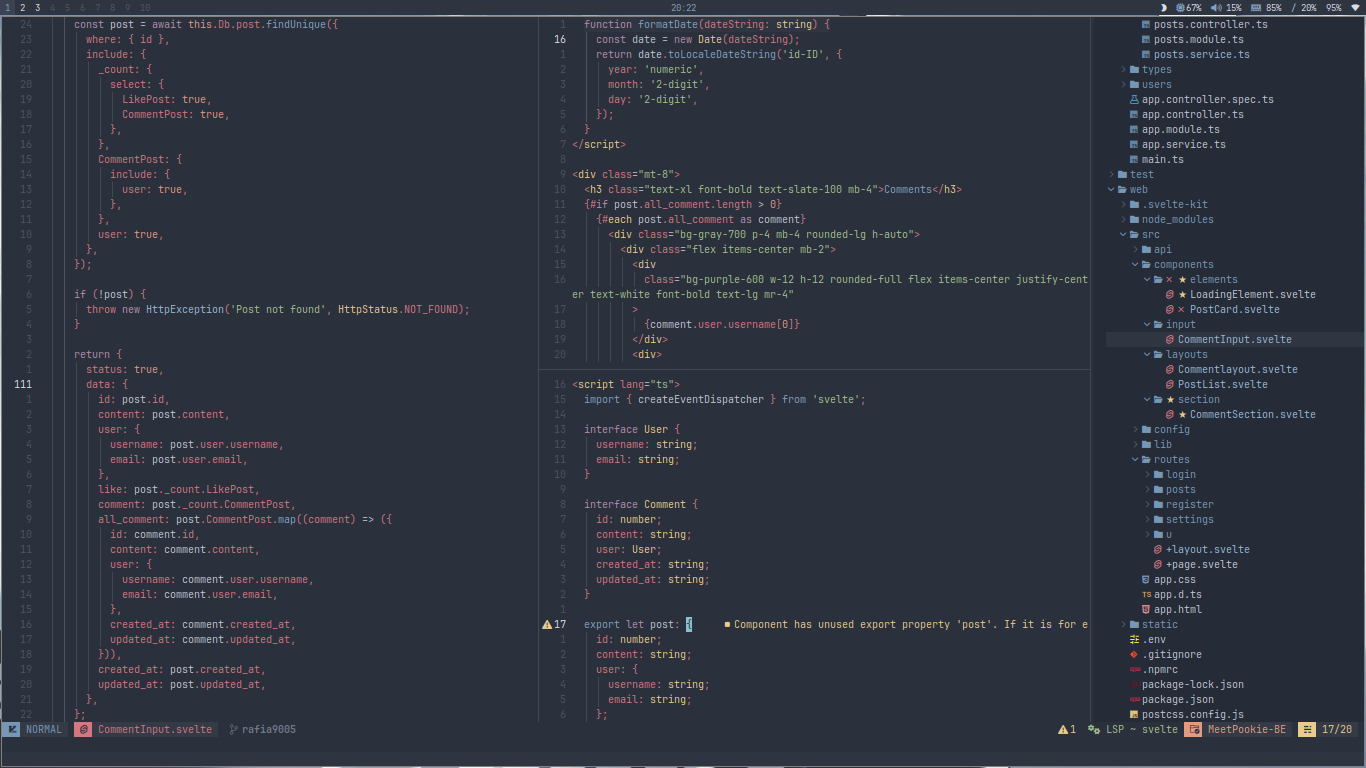 1 2 3 4 5 6 7 8 9 10
20:22
67% 15% 85% / 20% 95%
24 const post = await this.Db.post.findUnique({
23 where: { id },
22 include: {
21 _count: {
20 select: {
19 LikePost: true,
18 CommentPost: true,
17 },
16 },
15 CommentPost: {
14 include: {
13 user: true,
12 },
11 },
10 user: true,
9 },
8 });
7
6 if (!post) {
5 throw new HttpException('Post not found', HttpStatus.NOT_FOUND);
4 }
3
2 return {
1 status: true,
111 data: {
1 id: post.id,
2 content: post.content,
3 user: {
4 username: post.user.username,
5 email: post.user.email,
6 },
7 like: post._count.LikePost,
8 comment: post._count.CommentPost,
9 all_comment: post.CommentPost.map((comment) => ({
10 id: comment.id,
11 content: comment.content,
12 user: {
13 username: comment.user.username,
14 email: comment.user.email,
15 },
16 created_at: comment.created_at,
17 updated_at: comment.updated_at,
18 })),
19 created_at: post.created_at,
20 updated_at: post.updated_at,
21 },
22 };
1 function formatDate(dateString: string) {
16 const date = new Date(dateString);
1 return date.toLocaleDateString('id-ID', {
2 year: 'numeric',
3 month: '2-digit',
4 day: '2-digit',
5 });
6 }
7 </script>
8
9 <div class="mt-8">
10 <h3 class="text-xl font-bold text-slate-100 mb-4">Comments</h3>
11 {#if post.all_comment.length > 0}
12 {#each post.all_comment as comment}
13 <div class="bg-gray-700 p-4 mb-4 rounded-lg h-auto">
14 <div class="flex items-center mb-2">
15 <div
16 class="bg-purple-600 w-12 h-12 rounded-full flex items-center justify-cent
er text-white font-bold text-lg mr-4"
17 >
18 {comment.user.username[0]}
19 </div>
20 <div>
16 <script lang="ts">
15 import { createEventDispatcher } from 'svelte';
14
13 interface User {
12 username: string;
11 email: string;
10 }
9
8 interface Comment {
7 id: number;
6 content: string;
5 user: User;
4 created_at: string;
3 updated_at: string;
2 }
1
17 export let post: { Component has unused export property 'post'. If it is for e
1 id: number;
2 content: string;
3 user: {
4 username: string;
5 email: string;
6 };
posts.controller.ts
posts.module.ts
posts.service.ts
types
users
app.controller.spec.ts
app.controller.ts
app.module.ts
app.service.ts
main.ts
test
web
.svelte-kit
node_modules
src
api
components
elements
LoadingElement.svelte
PostCard.svelte
input
CommentInput.svelte
layouts
Commentlayout.svelte
PostList.svelte
section
CommentSection.svelte
config
lib
routes
login
posts
register
settings
u
+layout.svelte
+page.svelte
app.css
TS app.d.ts
app.html
static
.env
.gitignore
.npmrc
package-lock.json
package.json
postcss.config.js
NORMAL CommentInput.svelte rafia9005
1 LSP ~ svelte MeetPookie-BE 17/20